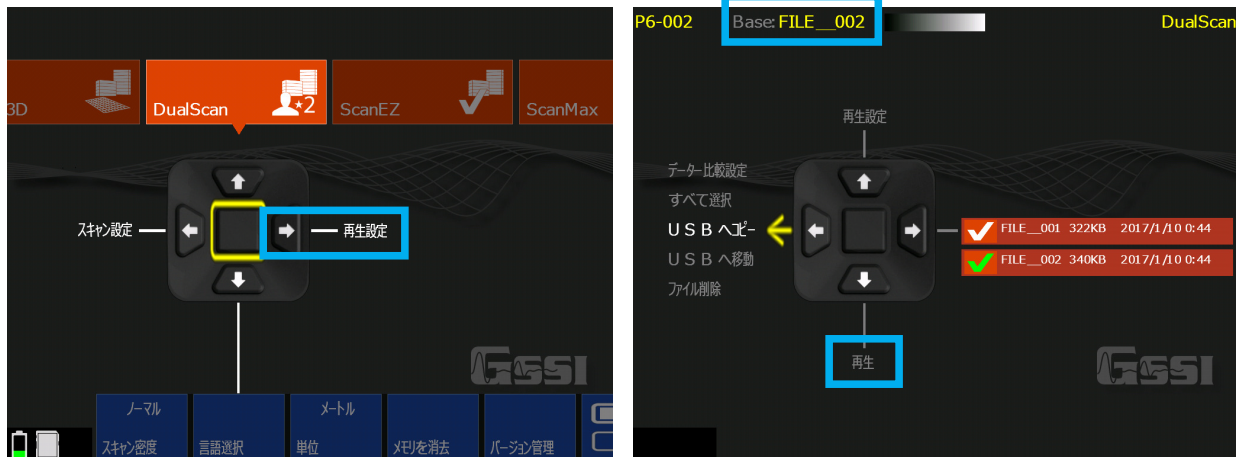 3D
DualScan
★2
ScanEZ
ScanMax
スキャン設定
再生設定
GSSI
ノーマル
スキャン密度
言語選択
メートル
単位
メモリを消去
バージョン管理
P6-002
Base: FILE__002
DualScan
再生設定
データー比較設定
すべて選択
USBへコピー
USBへ移動
ファイル削除
FILE__001 322KB 2017/1/10 0:44
FILE__002 340KB 2017/1/10 0:44
再生
GSSI